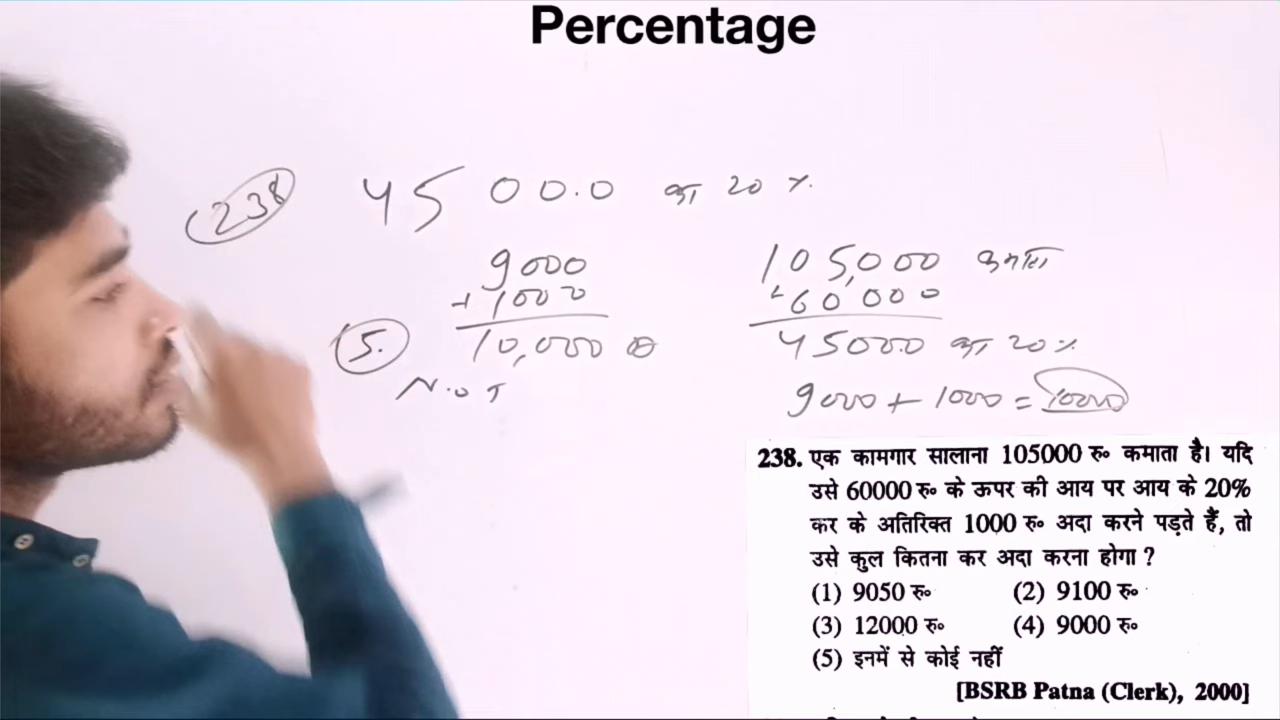 Percentage
238
45000.0 का 20 %.
9000
+ 1000
10,000
5.
N.O T
105,000 कमाता
- 60000
45000 का 20 %
9000 + 1000 = 10000
238. एक कामगार सालाना 105000 रु० कमाता है। यदि
उसे 60000 रु० के ऊपर की आय पर आय के 20%
कर के अतिरिक्त 1000 रु० अदा करने पड़ते हैं, तो
उसे कुल कितना कर अदा करना होगा ?
(1) 9050 रु० (2) 9100 रु०
(3) 12000 रु० (4) 9000 रु०
(5) इनमें से कोई नहीं
[BSRB Patna (Clerk), 2000]